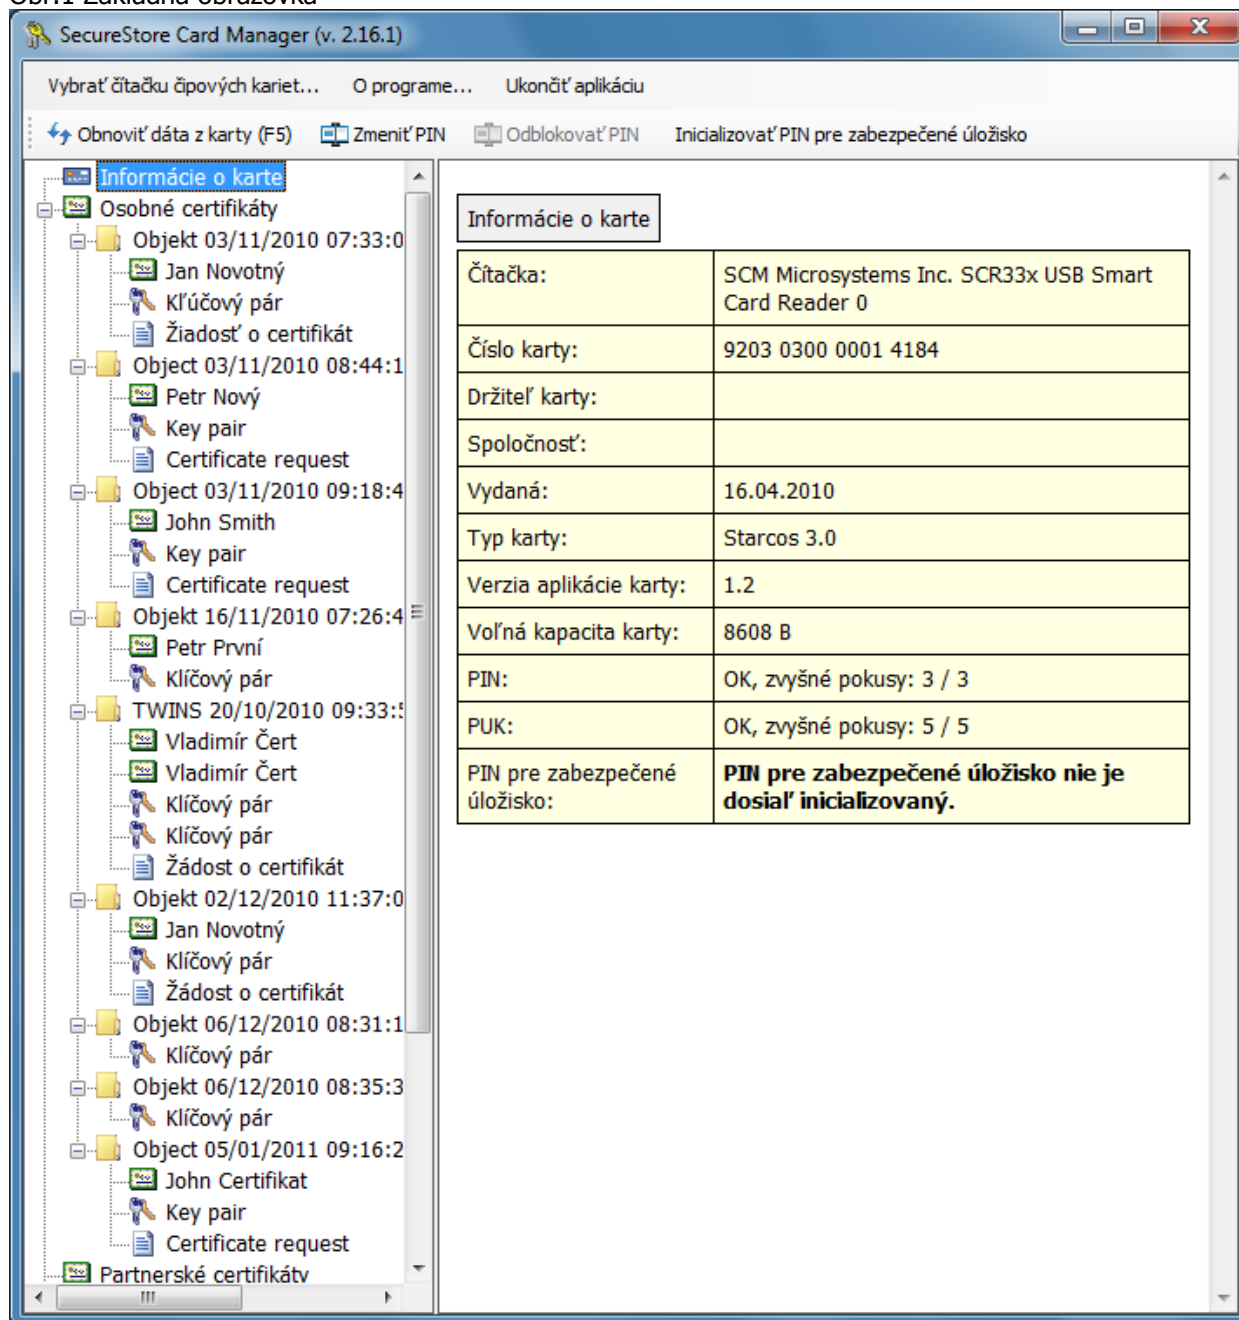 Obr.1 Základná obrazovka
SecureStore Card Manager (v. 2.16.1)
Vybrať čítačku čipových kariet... O programe... Ukončiť aplikáciu
Obnoviť dáta z karty (F5) Zmeniť PIN Odblokovať PIN Inicializovať PIN pre zabezpečené úložisko
Informácie o karte
Osobné certifikáty
Objekt 03/11/2010 07:33:0
Jan Novotný
Kľúčový pár
Žiadosť o certifikát
Object 03/11/2010 08:44:1
Petr Nový
Key pair
Certificate request
Object 03/11/2010 09:18:4
John Smith
Key pair
Certificate request
Objekt 16/11/2010 07:26:4
Petr První
Klíčový pár
TWINS 20/10/2010 09:33:5
Vladimír Čert
Vladimír Čert
Klíčový pár
Klíčový pár
Žádost o certifikát
Objekt 02/12/2010 11:37:0
Jan Novotný
Klíčový pár
Žádost o certifikát
Objekt 06/12/2010 08:31:1
Klíčový pár
Objekt 06/12/2010 08:35:3
Klíčový pár
Object 05/01/2011 09:16:2
John Certifikat
Key pair
Certificate request
Partnerské certifikáty
Informácie o karte
Čítačka: SCM Microsystems Inc. SCR33x USB Smart
Card Reader 0
Číslo karty: 9203 0300 0001 4184
Držiteľ karty:
Spoločnosť:
Vydaná: 16.04.2010
Typ karty: Starcos 3.0
Verzia aplikácie karty: 1.2
Voľná kapacita karty: 8608 B
PIN: OK, zvyšné pokusy: 3 / 3
PUK: OK, zvyšné pokusy: 5 / 5
PIN pre zabezpečené PIN pre zabezpečené úložisko nie je
úložisko: dosiaľ inicializovaný.